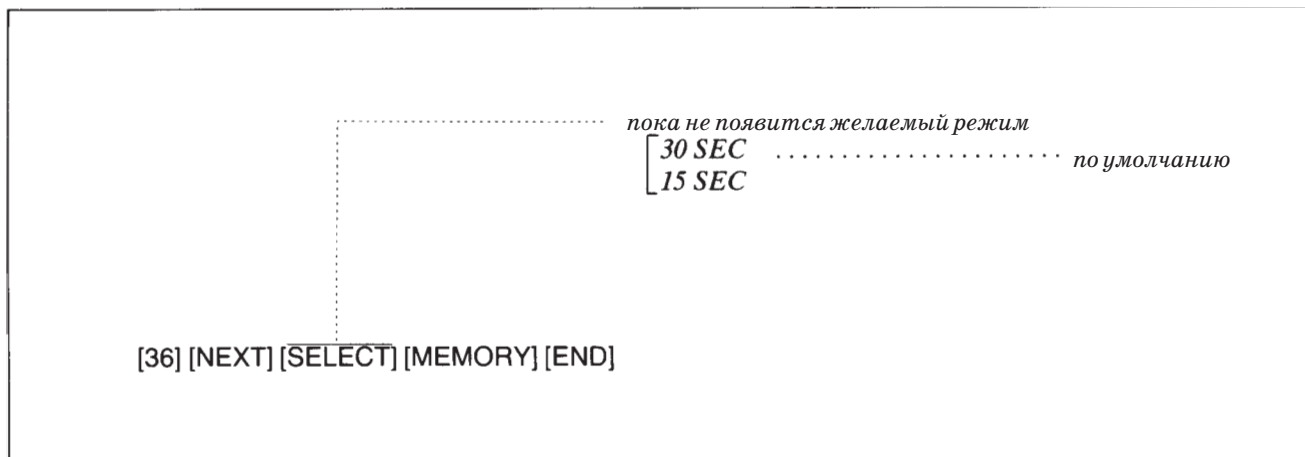 пока не появится желаемый режим
30 SEC ...................... по умолчанию
15 SEC
[36] [NEXT] [SELECT] [MEMORY] [END]